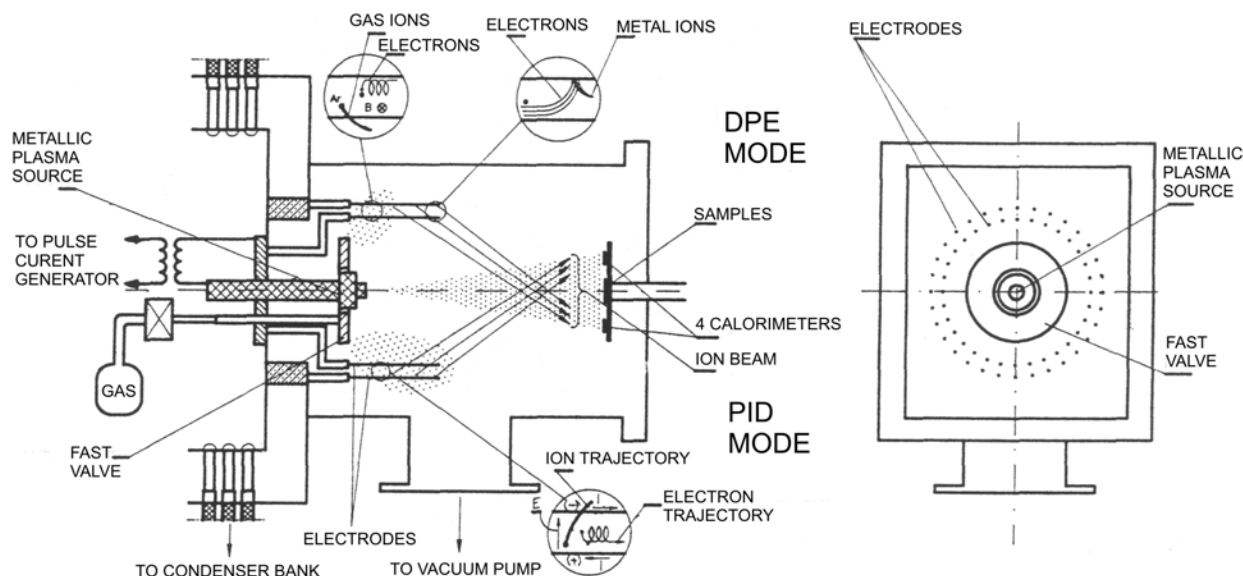 GAS IONS
ELECTRONS
Ar
B ⊗
ELECTRONS
METAL IONS
METALLIC
PLASMA
SOURCE
TO PULSE
CURENT
GENERATOR
GAS
FAST
VALVE
DPE
MODE
SAMPLES
4 CALORIMETERS
ION BEAM
PID
MODE
ION TRAJECTORY
ELECTRON
TRAJECTORY
E
(−)
I
(+)
I
ELECTRODES
TO CONDENSER BANK
TO VACUUM PUMP
ELECTRODES
METALLIC
PLASMA
SOURCE
FAST
VALVE